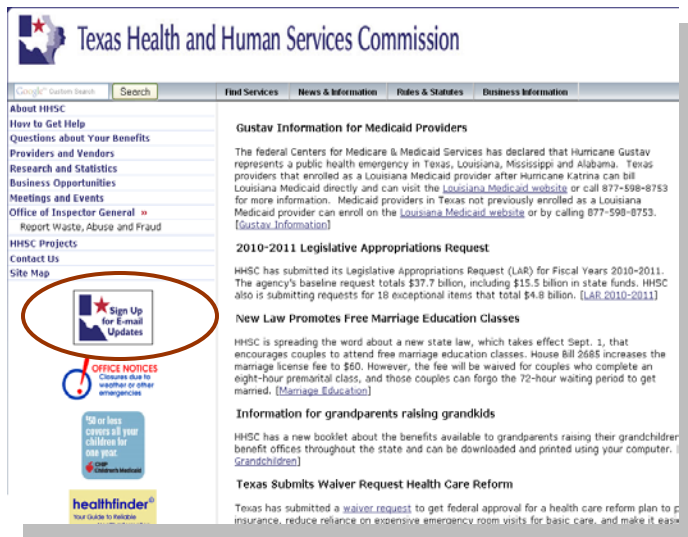 Texas Health and Human Services Commission
Google™ Custom Search
Search
Find Services
News & Information
Rules & Statutes
Business Information
About HHSC
How to Get Help
Questions about Your Benefits
Providers and Vendors
Research and Statistics
Business Opportunities
Meetings and Events
Office of Inspector General »
Report Waste, Abuse and Fraud
HHSC Projects
Contact Us
Site Map
Sign Up
for E-mail
Updates
OFFICE NOTICES
Closures due to
weather or other
emergencies
$50 or less
covers all your
children for
one year.
CHIP
Children's Medicaid
healthfinder®
Your Guide to Reliable
Gustav Information for Medicaid Providers
The federal Centers for Medicare & Medicaid Services has declared that Hurricane Gustav
represents a public health emergency in Texas, Louisiana, Mississippi and Alabama. Texas
providers that enrolled as a Louisiana Medicaid provider after Hurricane Katrina can bill
Louisiana Medicaid directly and can visit the Louisiana Medicaid website or call 877-598-8753
for more information. Medicaid providers in Texas not previously enrolled as a Louisiana
Medicaid provider can enroll on the Louisiana Medicaid website or by calling 877-598-8753.
[Gustav Information]
2010-2011 Legislative Appropriations Request
HHSC has submitted its Legislative Appropriations Request (LAR) for Fiscal Years 2010-2011.
The agency's baseline request totals $37.7 billion, including $15.5 billion in state funds. HHSC
also is submitting requests for 18 exceptional items that total $4.8 billion. [LAR 2010-2011]
New Law Promotes Free Marriage Education Classes
HHSC is spreading the word about a new state law, which takes effect Sept. 1, that
encourages couples to attend free marriage education classes. House Bill 2685 increases the
marriage license fee to $60. However, the fee will be waived for couples who complete an
eight-hour premarital class, and those couples can forgo the 72-hour waiting period to get
married. [Marriage Education]
Information for grandparents raising grandkids
HHSC has a new booklet about the benefits available to grandparents raising their grandchildren
benefit offices throughout the state and can be downloaded and printed using your computer. [
Grandchildren]
Texas Submits Waiver Request Health Care Reform
Texas has submitted a waiver request to get federal approval for a health care reform plan to p
insurance, reduce reliance on expensive emergency room visits for basic care, and make it